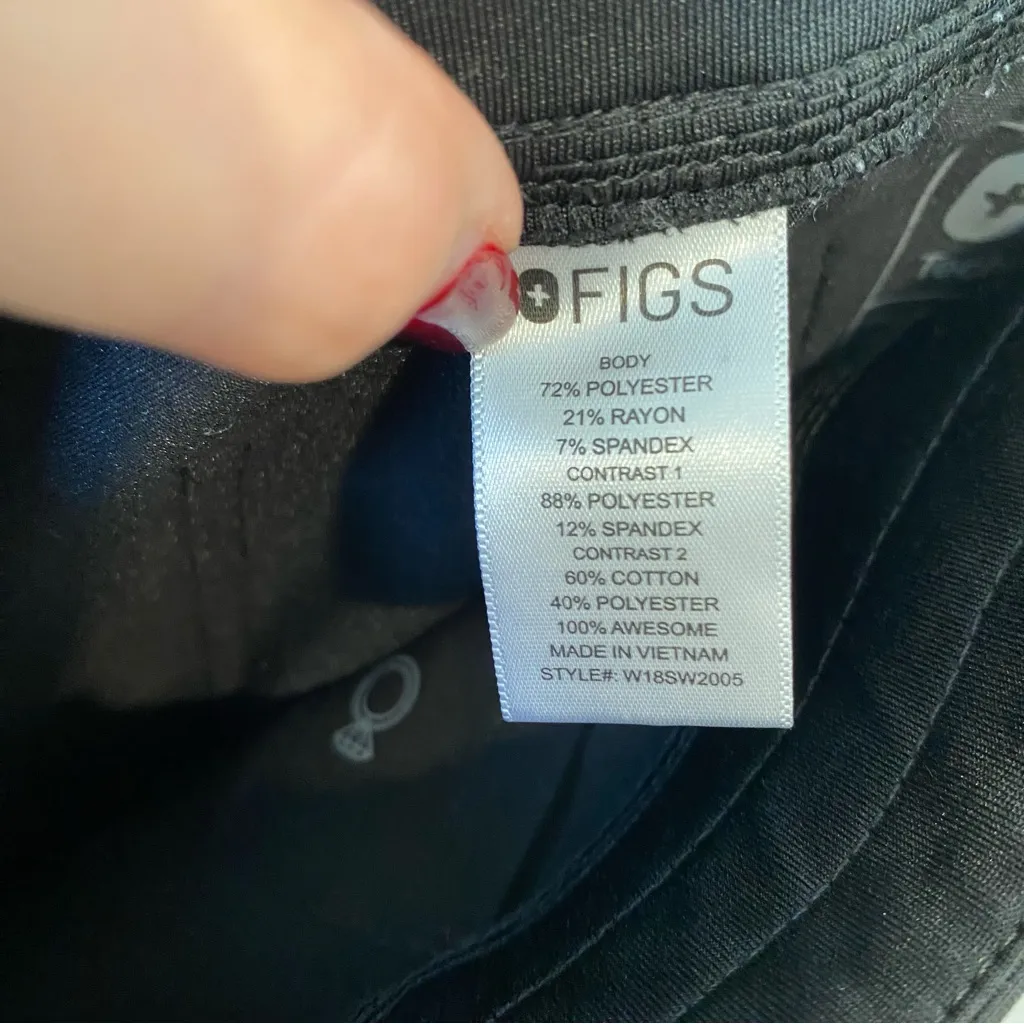 FIGS
BODY
72% POLYESTER
21% RAYON
7% SPANDEX
CONTRAST 1
88% POLYESTER
12% SPANDEX
CONTRAST 2
60% COTTON
40% POLYESTER
100% AWESOME
MADE IN VIETNAM
STYLE#: W18SW2005